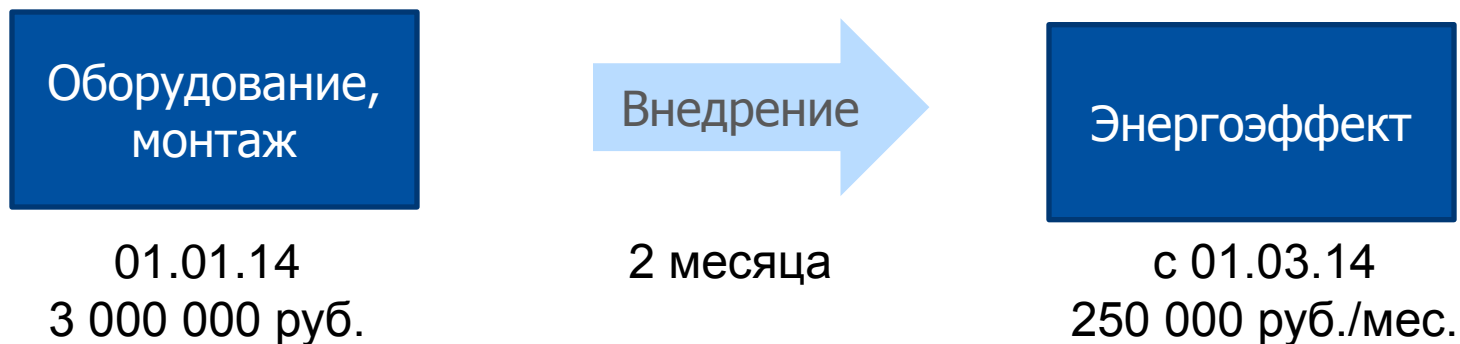 Оборудование,
монтаж
01.01.14
3 000 000 руб.
Внедрение
2 месяца
Энергоэффект
с 01.03.14
250 000 руб./мес.